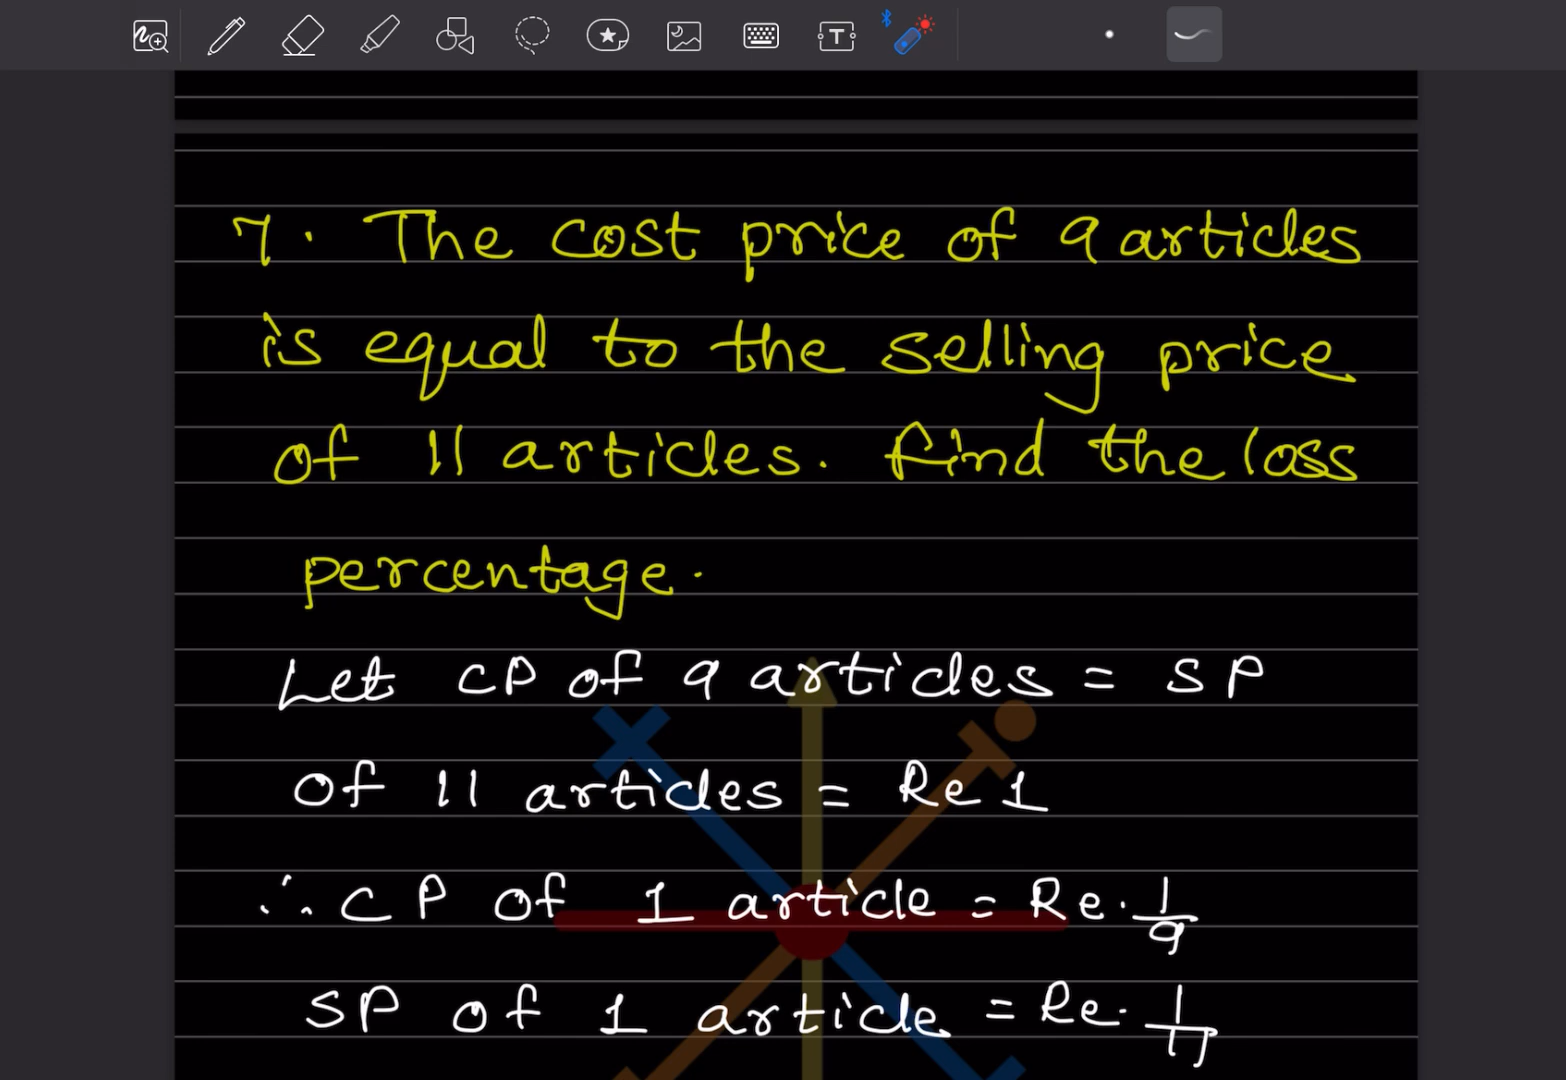 7. The cost price of 9 articles
is equal to the selling price
of 11 articles. find the loss
percentage.
Let CP of 9 articles = SP
of 11 articles = Re 1
∴ CP of 1 article = Re. 1/9
SP of 1 article = Re. 1/11